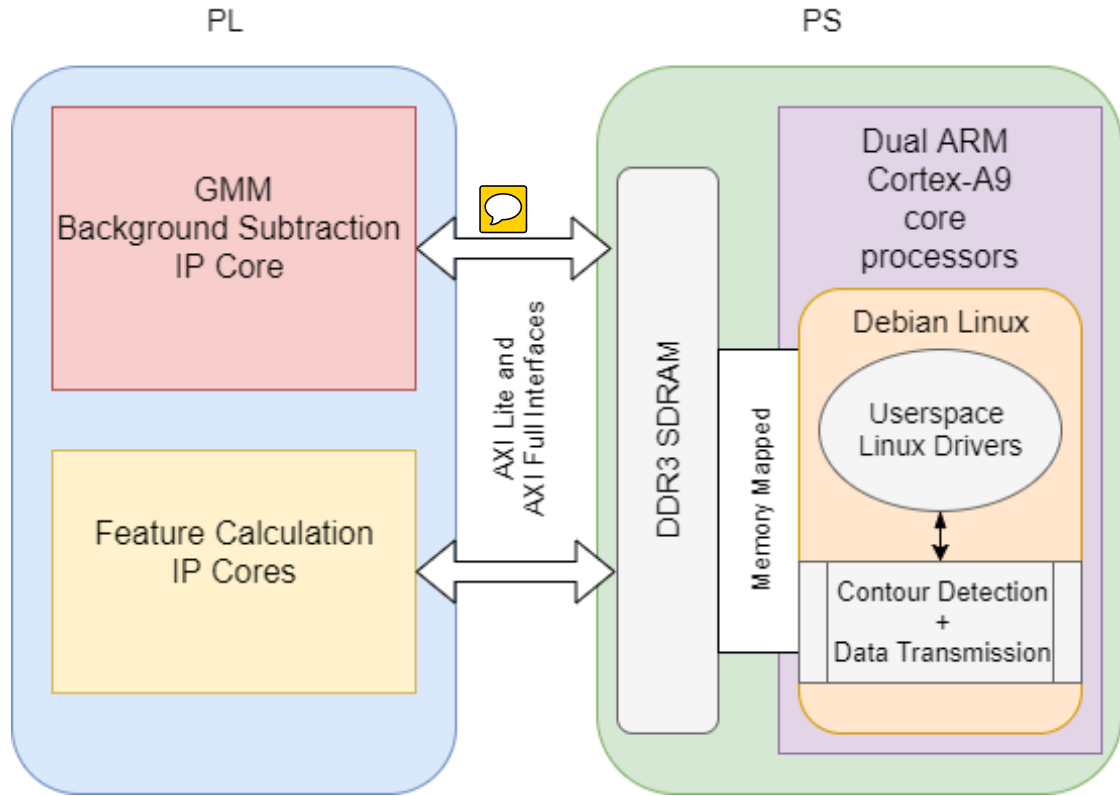 PL
PS
GMM
Background Subtraction
IP Core
Feature Calculation
IP Cores
AXI Lite and
AXI Full Interfaces
DDR3 SDRAM
Memory Mapped
Dual ARM
Cortex-A9
core
processors
Debian Linux
Userspace
Linux Drivers
Contour Detection
+
Data Transmission